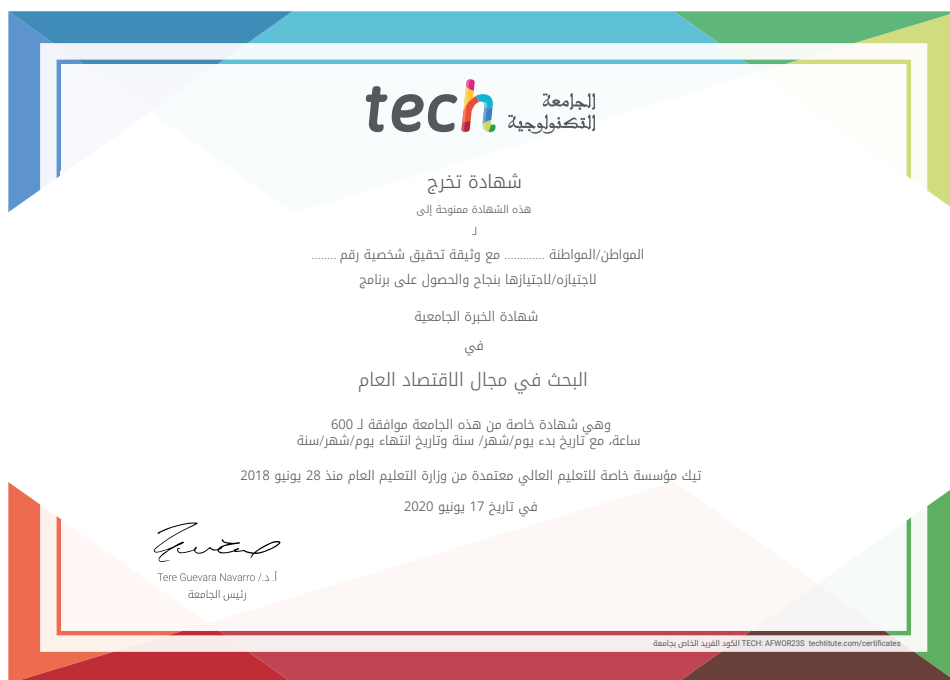 tech الجامعة
التكنولوجية
شهادة تخرج
هذه الشهادة ممنوحة إلى
لـ
المواطن/المواطنة ............ مع وثيقة تحقيق شخصية رقم ........
لاجتيازه/لاجتيازها بنجاح والحصول على برنامج
شهادة الخبرة الجامعية
في
البحث في مجال الاقتصاد العام
وهي شهادة خاصة من هذه الجامعة موافقة لـ 600
ساعة، مع تاريخ بدء يوم/شهر/ سنة وتاريخ انتهاء يوم/شهر/سنة
تيك مؤسسة خاصة للتعليم العالي معتمدة من وزارة التعليم العام منذ 28 يونيو 2018
في تاريخ 17 يونيو 2020
أ. د./ Tere Guevara Navarro
رئيس الجامعة
الكود الفريد الخاص بجامعة TECH: AFWOR23S techtitute.com/certificates